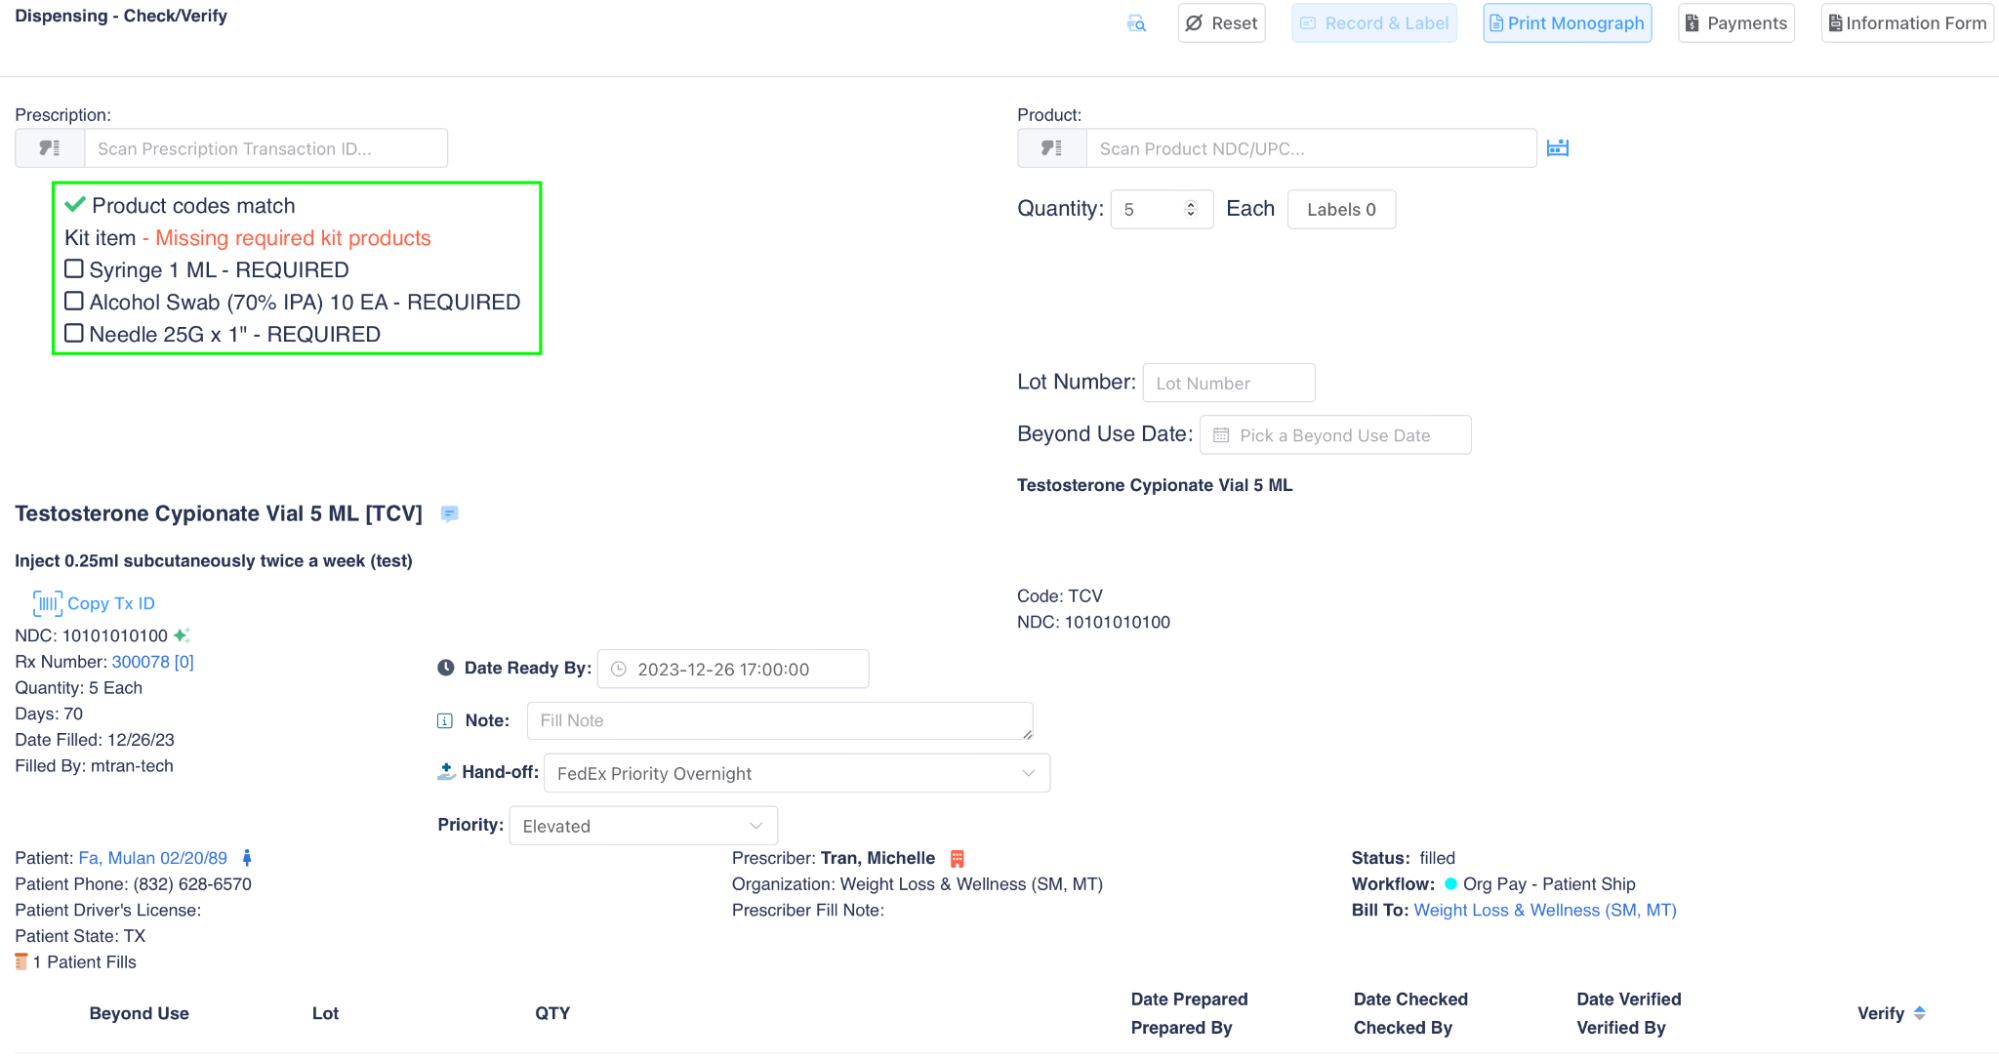 Dispensing - Check/Verify
Reset
Record & Label
Print Monograph
Payments
Information Form
Prescription:
Scan Prescription Transaction ID...
Product:
Scan Product NDC/UPC...
Product codes match
Kit item - Missing required kit products
Syringe 1 ML - REQUIRED
Alcohol Swab (70% IPA) 10 EA - REQUIRED
Needle 25G x 1" - REQUIRED
Quantity: 5 Each Labels 0
Lot Number: Lot Number
Beyond Use Date: Pick a Beyond Use Date
Testosterone Cypionate Vial 5 ML
Testosterone Cypionate Vial 5 ML [TCV]
Inject 0.25ml subcutaneously twice a week (test)
Copy Tx ID
Code: TCV
NDC: 10101010100
NDC: 10101010100
Rx Number: 300078 [0]
Quantity: 5 Each
Days: 70
Date Filled: 12/26/23
Filled By: mtran-tech
Date Ready By: 2023-12-26 17:00:00
Note: Fill Note
Hand-off: FedEx Priority Overnight
Priority: Elevated
Patient: Fa, Mulan 02/20/89
Patient Phone: (832) 628-6570
Patient Driver's License:
Patient State: TX
1 Patient Fills
Prescriber: Tran, Michelle
Organization: Weight Loss & Wellness (SM, MT)
Prescriber Fill Note:
Status: filled
Workflow: Org Pay - Patient Ship
Bill To: Weight Loss & Wellness (SM, MT)
Beyond Use
Lot
QTY
Date Prepared
Prepared By
Date Checked
Checked By
Date Verified
Verified By
Verify